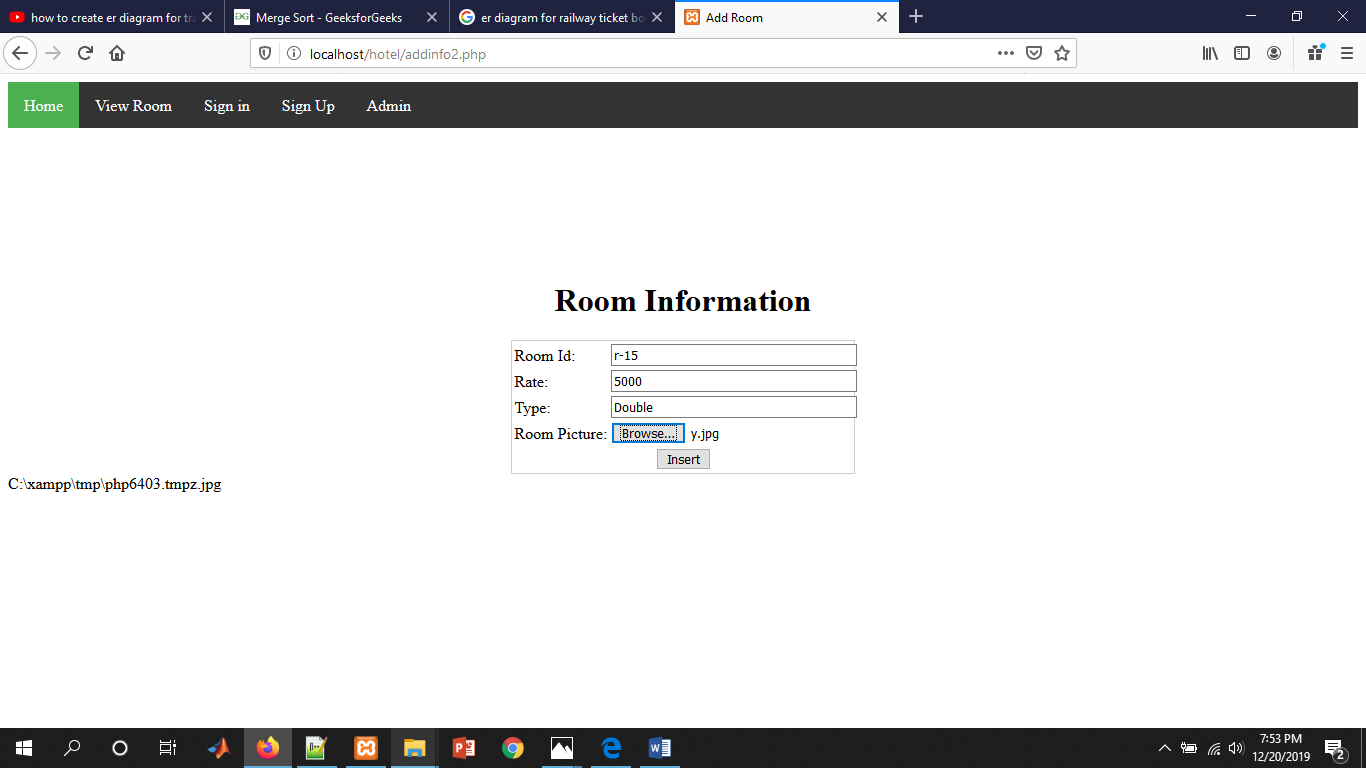 how to create er diagram for tra
Merge Sort - GeeksforGeeks
er diagram for railway ticket bo
Add Room
localhost/hotel/addinfo2.php
Home View Room Sign in Sign Up Admin
Room Information
Room Id: r-15
Rate: 5000
Type: Double
Room Picture: Browse... y.jpg
Insert
C:\xampp\tmp\php6403.tmpz.jpg
7:53 PM
12/20/2019
2